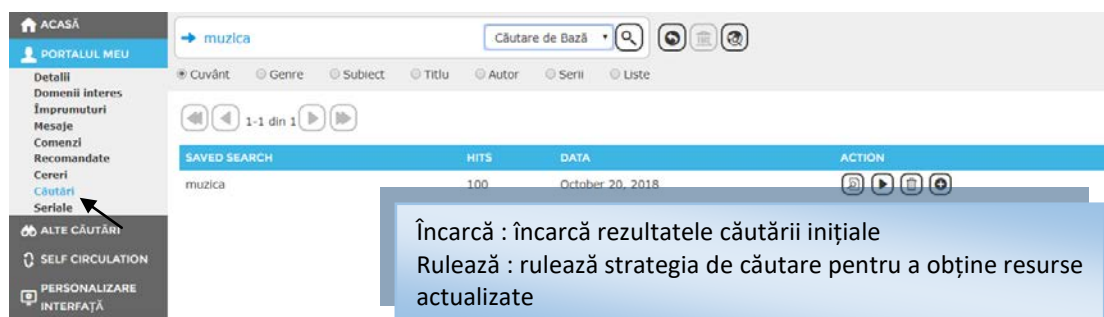 ACASĂ
PORTALUL MEU
Detalii
Domenii interes
Împrumuturi
Mesaje
Comenzi
Recomandate
Cereri
Căutări
Seriale
ALTE CĂUTĂRI
SELF CIRCULATION
PERSONALIZARE
INTERFAȚĂ
muzica Căutare de Bază
Cuvânt Genre Subiect Titlu Autor Serii Liste
1-1 din 1
SAVED SEARCH HITS DATA ACTION
muzica 100 October 20, 2018
Încarcă : încarcă rezultatele căutării inițiale
Rulează : rulează strategia de căutare pentru a obține resurse
actualizate